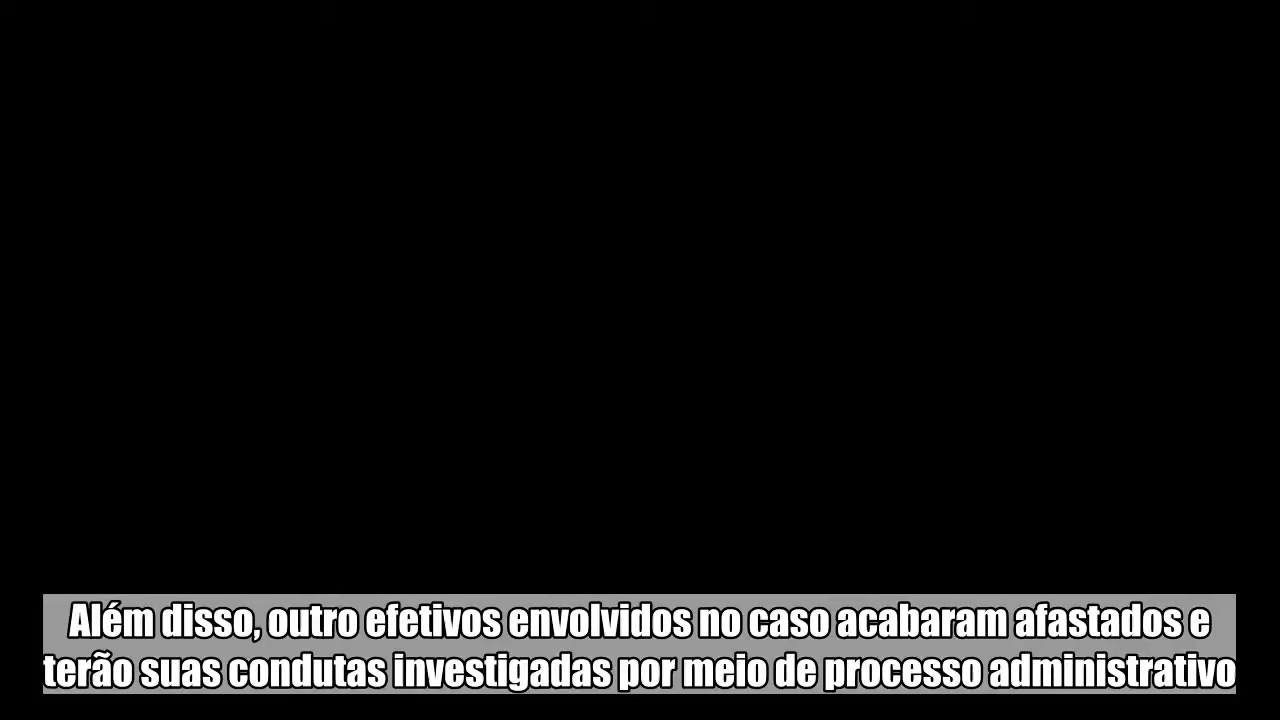 Além disso, outro efetivos envolvidos no caso acabaram afastados e
terão suas condutas investigadas por meio de processo administrativo